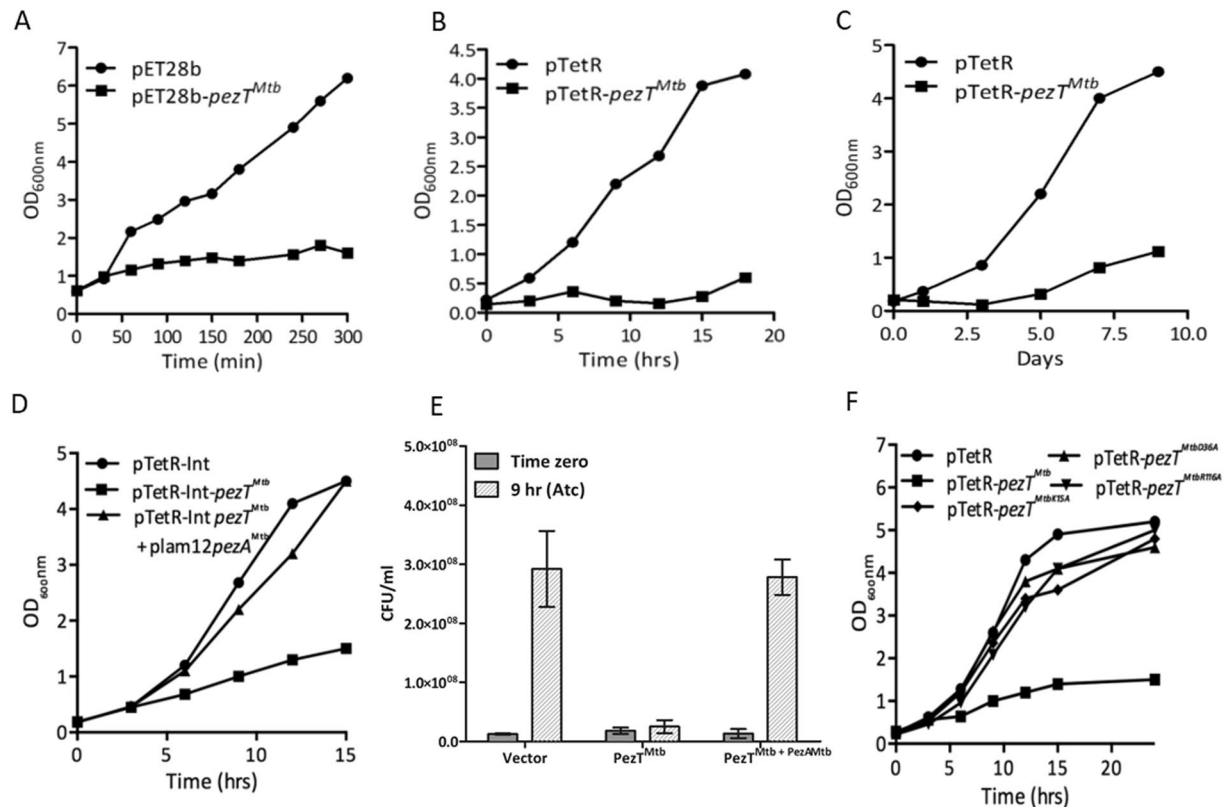 A
7
6
5
4
3
2
1
0
OD600nm
pET28b
pET28b-pezTMtb
0 50 100 150 200 250 300
Time (min)
B
4.5
4.0
3.5
3.0
2.5
2.0
1.5
1.0
0.5
0.0
OD600nm
pTetR
pTetR-pezTMtb
0 5 10 15 20
Time (hrs)
C
5
4
3
2
1
0
OD600nm
pTetR
pTetR-pezTMtb
0.0 2.5 5.0 7.5 10.0
Days
D
5
4
3
2
1
0
OD600nm
pTetR-Int
pTetR-Int-pezTMtb
pTetR-Int pezTMtb
+ plam12pezAMtb
0 5 10 15
Time (hrs)
E
5.0×10^08
5.0×10^08
4.0×10^08
3.0×10^08
2.0×10^08
1.0×10^08
0.0
CFU/ml
Time zero
9 hr (Atc)
Vector PezTMtb PezTMtb + PezAMtb
F
7
6
5
4
3
2
1
0
OD600nm
pTetR
pTetR-pezTMtb
pTetR-pezTMtbK15A
pTetR-pezTMtbD36A
pTetR-pezTMtbR116A
0 5 10 15 20
Time (hrs)